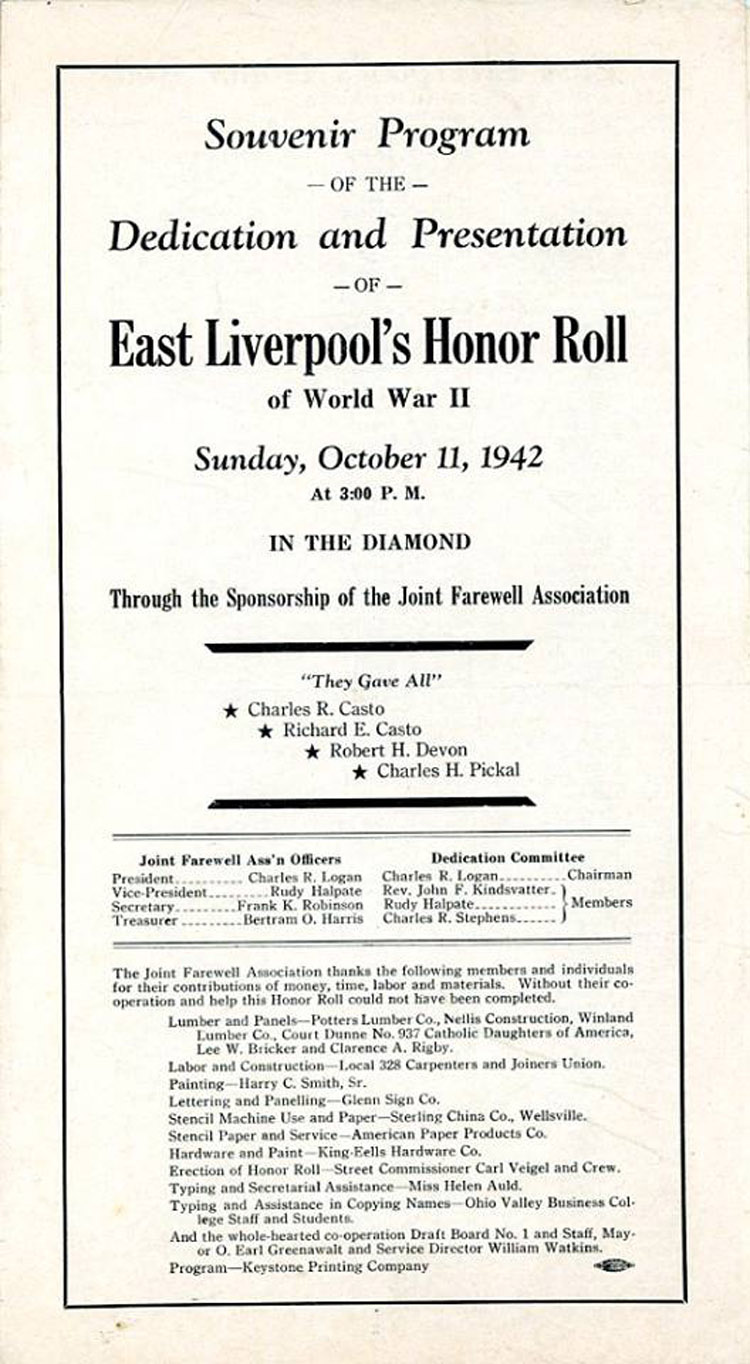 Souvenir Program
— OF THE —
Dedication and Presentation
— OF —
East Liverpool's Honor Roll
of World War II
Sunday, October 11, 1942
At 3:00 P. M.
IN THE DIAMOND
Through the Sponsorship of the Joint Farewell Association
"They Gave All"
★ Charles R. Casto
★ Richard E. Casto
★ Robert H. Devon
★ Charles H. Pickal
Joint Farewell Ass'n Officers
President.......... Charles R. Logan
Vice-President.........Rudy Halpate
Secretary.........Frank K. Robinson
Treasurer.........Bertram O. Harris
Dedication Committee
Charles R. Logan..........Chairman
Rev. John F. Kindsvatter.
Rudy Halpate............ } Members
Charles R. Stephens......
The Joint Farewell Association thanks the following members and individuals
for their contributions of money, time, labor and materials. Without their co-
operation and help this Honor Roll could not have been completed.
Lumber and Panels—Potters Lumber Co., Nellis Construction, Winland
Lumber Co., Court Dunne No. 937 Catholic Daughters of America,
Lee W. Bricker and Clarence A. Rigby.
Labor and Construction—Local 328 Carpenters and Joiners Union.
Painting—Harry C. Smith, Sr.
Lettering and Panelling—Glenn Sign Co.
Stencil Machine Use and Paper—Sterling China Co., Wellsville.
Stencil Paper and Service—American Paper Products Co.
Hardware and Paint—King-Eells Hardware Co.
Erection of Honor Roll—Street Commissioner Carl Veigel and Crew.
Typing and Secretarial Assistance—Miss Helen Auld.
Typing and Assistance in Copying Names—Ohio Valley Business Col-
lege Staff and Students.
And the whole-hearted co-operation Draft Board No. 1 and Staff, May-
or O. Earl Greenawalt and Service Director William Watkins.
Program—Keystone Printing Company